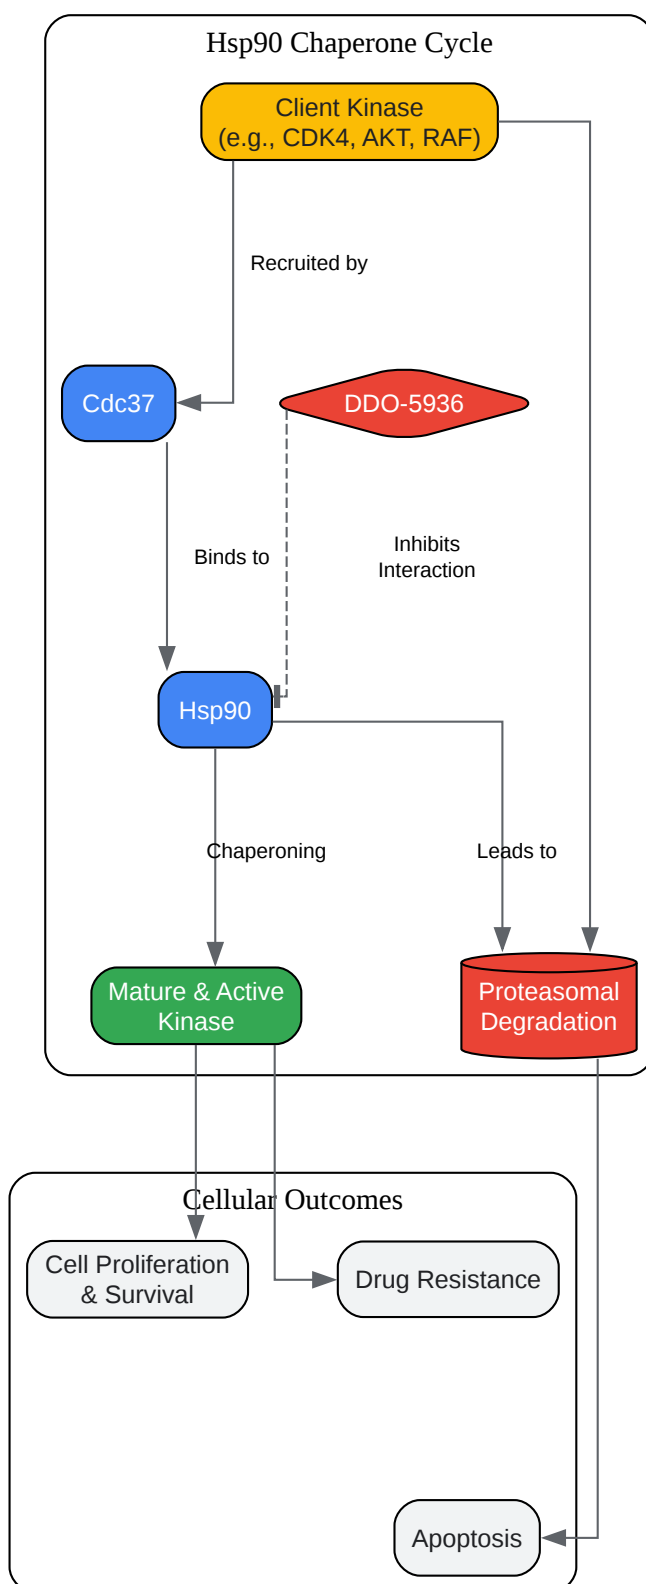 Hsp90 Chaperone Cycle
Client Kinase
(e.g., CDK4, AKT, RAF)
Recruited by
Cdc37
DDO-5936
Binds to
Inhibits
Interaction
Hsp90
Chaperoning
Leads to
Mature & Active
Kinase
Proteasomal
Degradation
Cellular Outcomes
Cell Proliferation
& Survival
Drug Resistance
Apoptosis